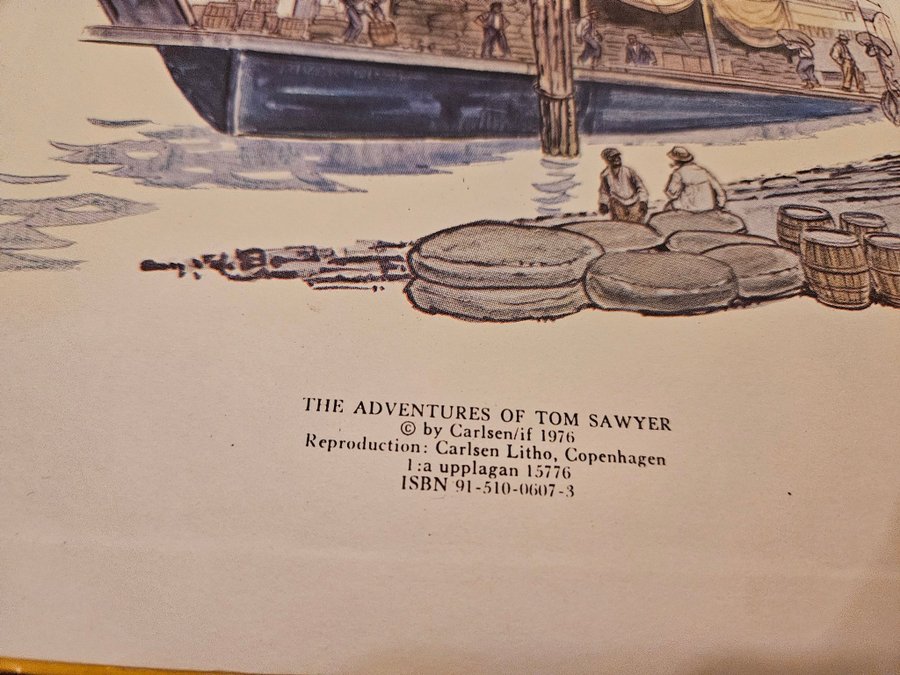 THE ADVENTURES OF TOM SAWYER
© by Carlsen/if 1976
Reproduction: Carlsen Litho, Copenhagen
1:a upplagan 15776
ISBN 91-510-0607-3